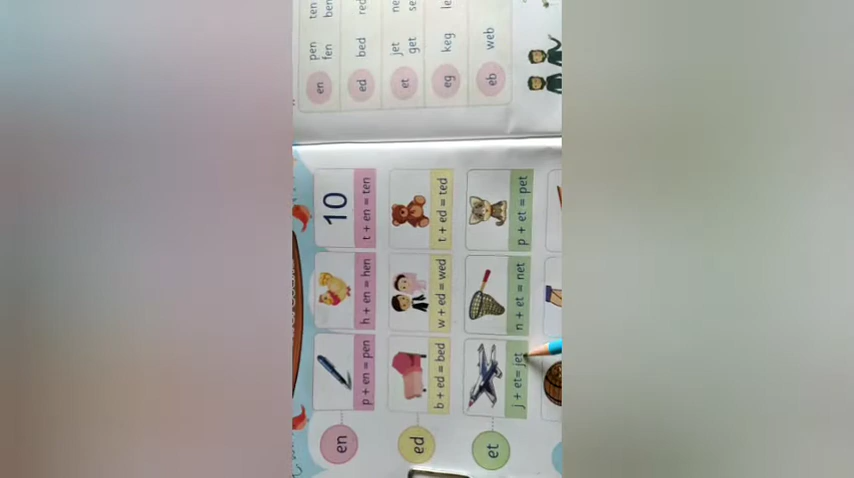 en
p + en = pen
h + en = hen
10
t + en = ten
ed
b + ed = bed
w + ed = wed
t + ed = ted
et
j + et= jet
n + et = net
p + et = pet
en pen ten
fen
ed bed red
et jet
get
eg keg
eb web